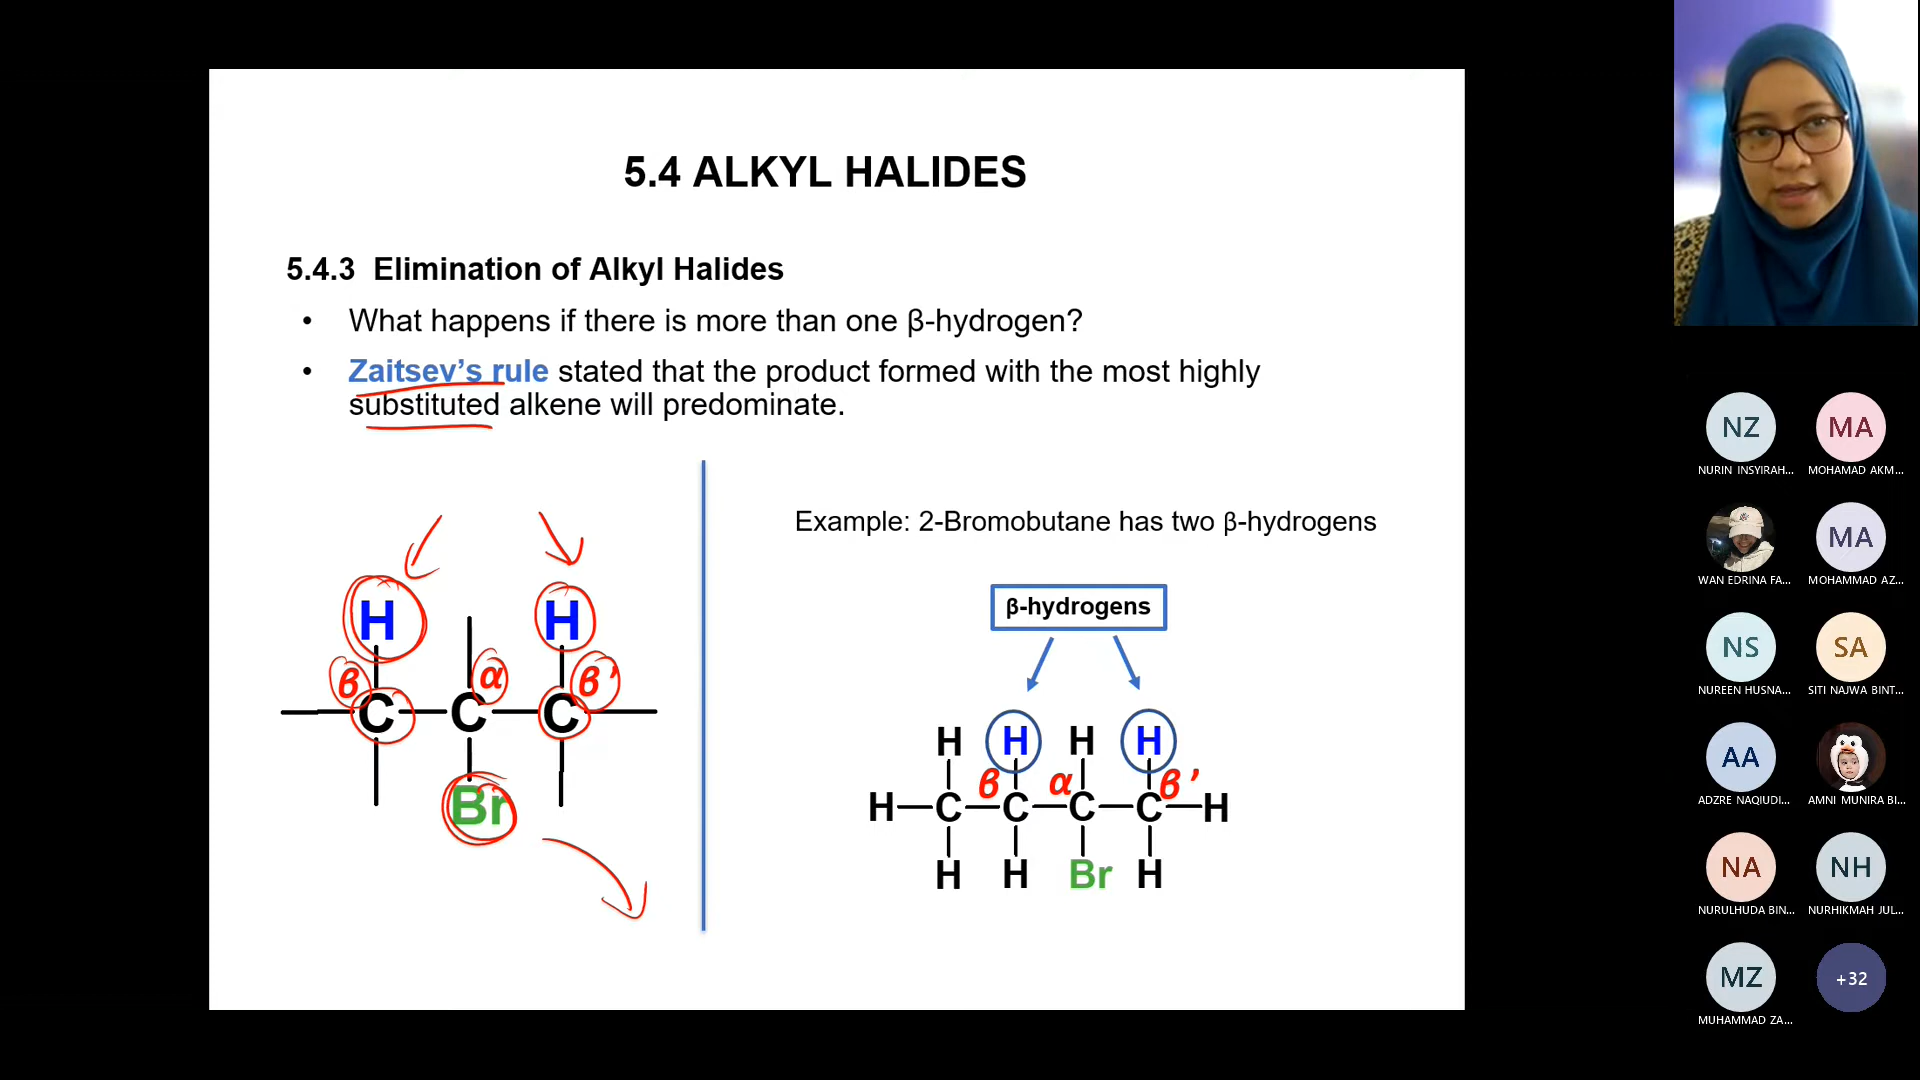 5.4 ALKYL HALIDES
5.4.3 Elimination of Alkyl Halides
• What happens if there is more than one β-hydrogen?
• Zaitsev’s rule stated that the product formed with the most highly
substituted alkene will predominate.
H H
β α β’
C C C
Br
Example: 2-Bromobutane has two β-hydrogens
β-hydrogens
H H H H
β α β’
H C C C C H
H H Br H
NZ MA
NURIN INSYIRAH... MOHAMAD AKM...
MA
WAN EDRINA FA... MOHAMMAD AZ...
NS SA
NUREEN HUSNA... SITI NAJWA BINT...
AA
ADZRE NAQIUDI... AMNI MUNIRA BI...
NA NH
NURULHUDA BIN... NURHIKMAH JUL...
MZ +32
MUHAMMAD ZA...